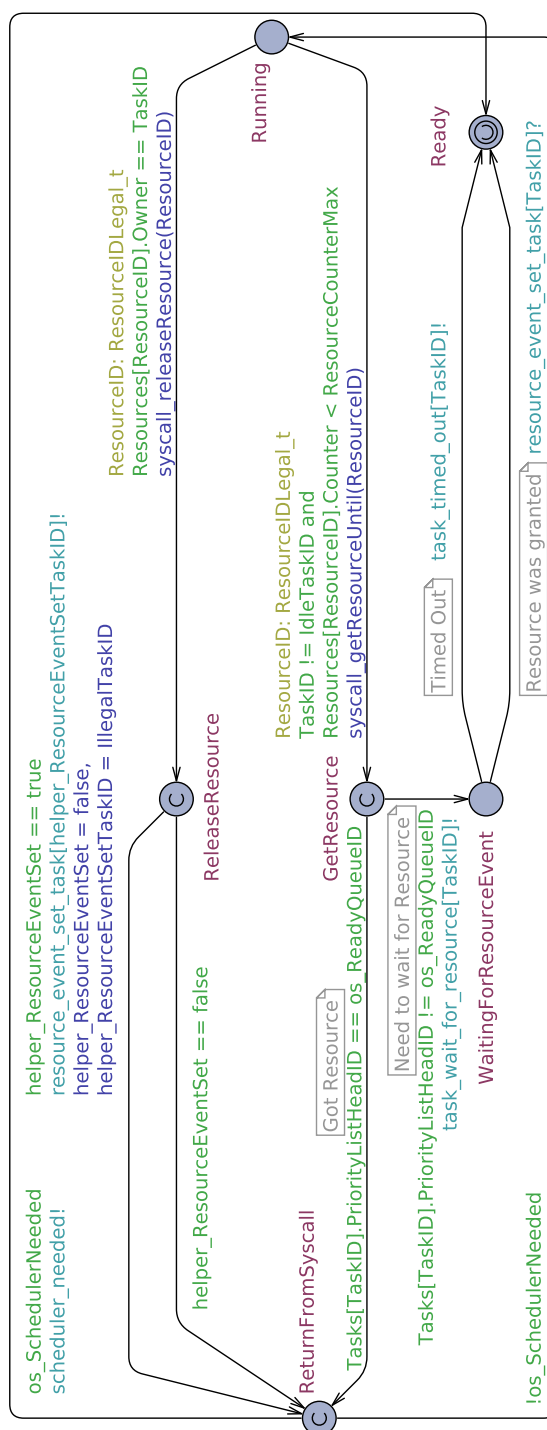 os_SchedulerNeeded
scheduler_needed!
helper_ResourceEventSet == true
resource_event_set_task[helper_ResourceEventSetTaskID]!
helper_ResourceEventSet = false,
helper_ResourceEventSetTaskID = IllegalTaskID
ResourceID: ResourceIDLegal_t
Resources[ResourceID].Owner == TaskID
syscall_releaseResource(ResourceID)
C
ReleaseResource
helper_ResourceEventSet == false
Running
ResourceID: ResourceIDLegal_t
TaskID != IdleTaskID and
Resources[ResourceID].Counter < ResourceCounterMax
syscall_getResourceUntil(ResourceID)
ReturnFromSyscall
C
Got Resource
Tasks[TaskID].PriorityListHeadID == os_ReadyQueueID
GetResource
C
Need to wait for Resource
Tasks[TaskID].PriorityListHeadID != os_ReadyQueueID
task_wait_for_resource[TaskID]!
WaitingForResourceEvent
Timed Out
task_timed_out[TaskID]!
Ready
C
Resource was granted
resource_event_set_task[TaskID]?
!os_SchedulerNeeded